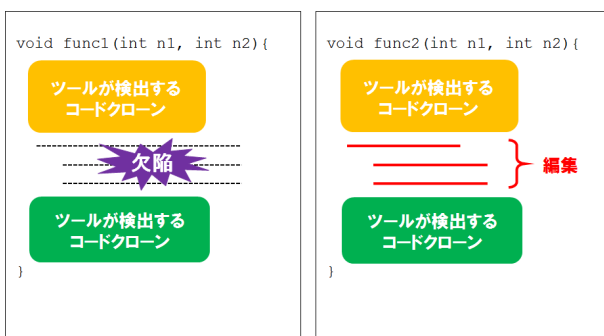 void func1(int n1, int n2){
ツールが検出する
コードクローン
欠陥
ツールが検出する
コードクローン
}
void func2(int n1, int n2){
ツールが検出する
コードクローン
編集
ツールが検出する
コードクローン
}